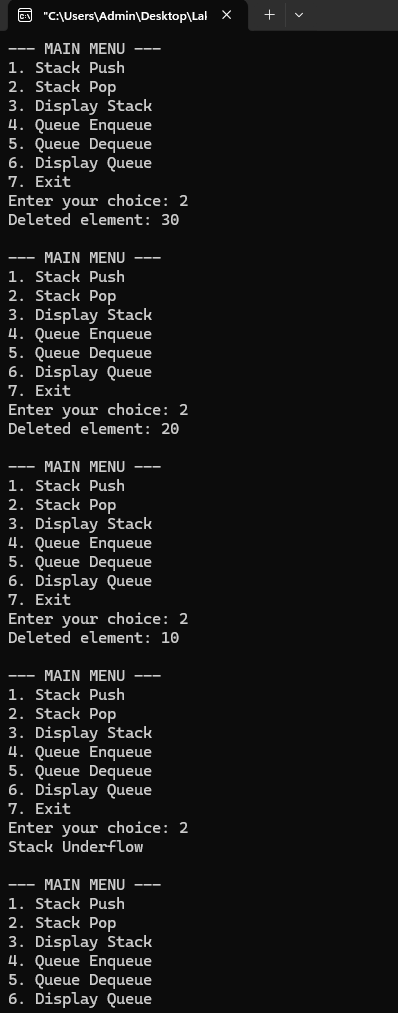 "C:\Users\Admin\Desktop\Lal
--- MAIN MENU ---
1. Stack Push
2. Stack Pop
3. Display Stack
4. Queue Enqueue
5. Queue Dequeue
6. Display Queue
7. Exit
Enter your choice: 2
Deleted element: 30
--- MAIN MENU ---
1. Stack Push
2. Stack Pop
3. Display Stack
4. Queue Enqueue
5. Queue Dequeue
6. Display Queue
7. Exit
Enter your choice: 2
Deleted element: 20
--- MAIN MENU ---
1. Stack Push
2. Stack Pop
3. Display Stack
4. Queue Enqueue
5. Queue Dequeue
6. Display Queue
7. Exit
Enter your choice: 2
Deleted element: 10
--- MAIN MENU ---
1. Stack Push
2. Stack Pop
3. Display Stack
4. Queue Enqueue
5. Queue Dequeue
6. Display Queue
7. Exit
Enter your choice: 2
Stack Underflow
--- MAIN MENU ---
1. Stack Push
2. Stack Pop
3. Display Stack
4. Queue Enqueue
5. Queue Dequeue
6. Display Queue